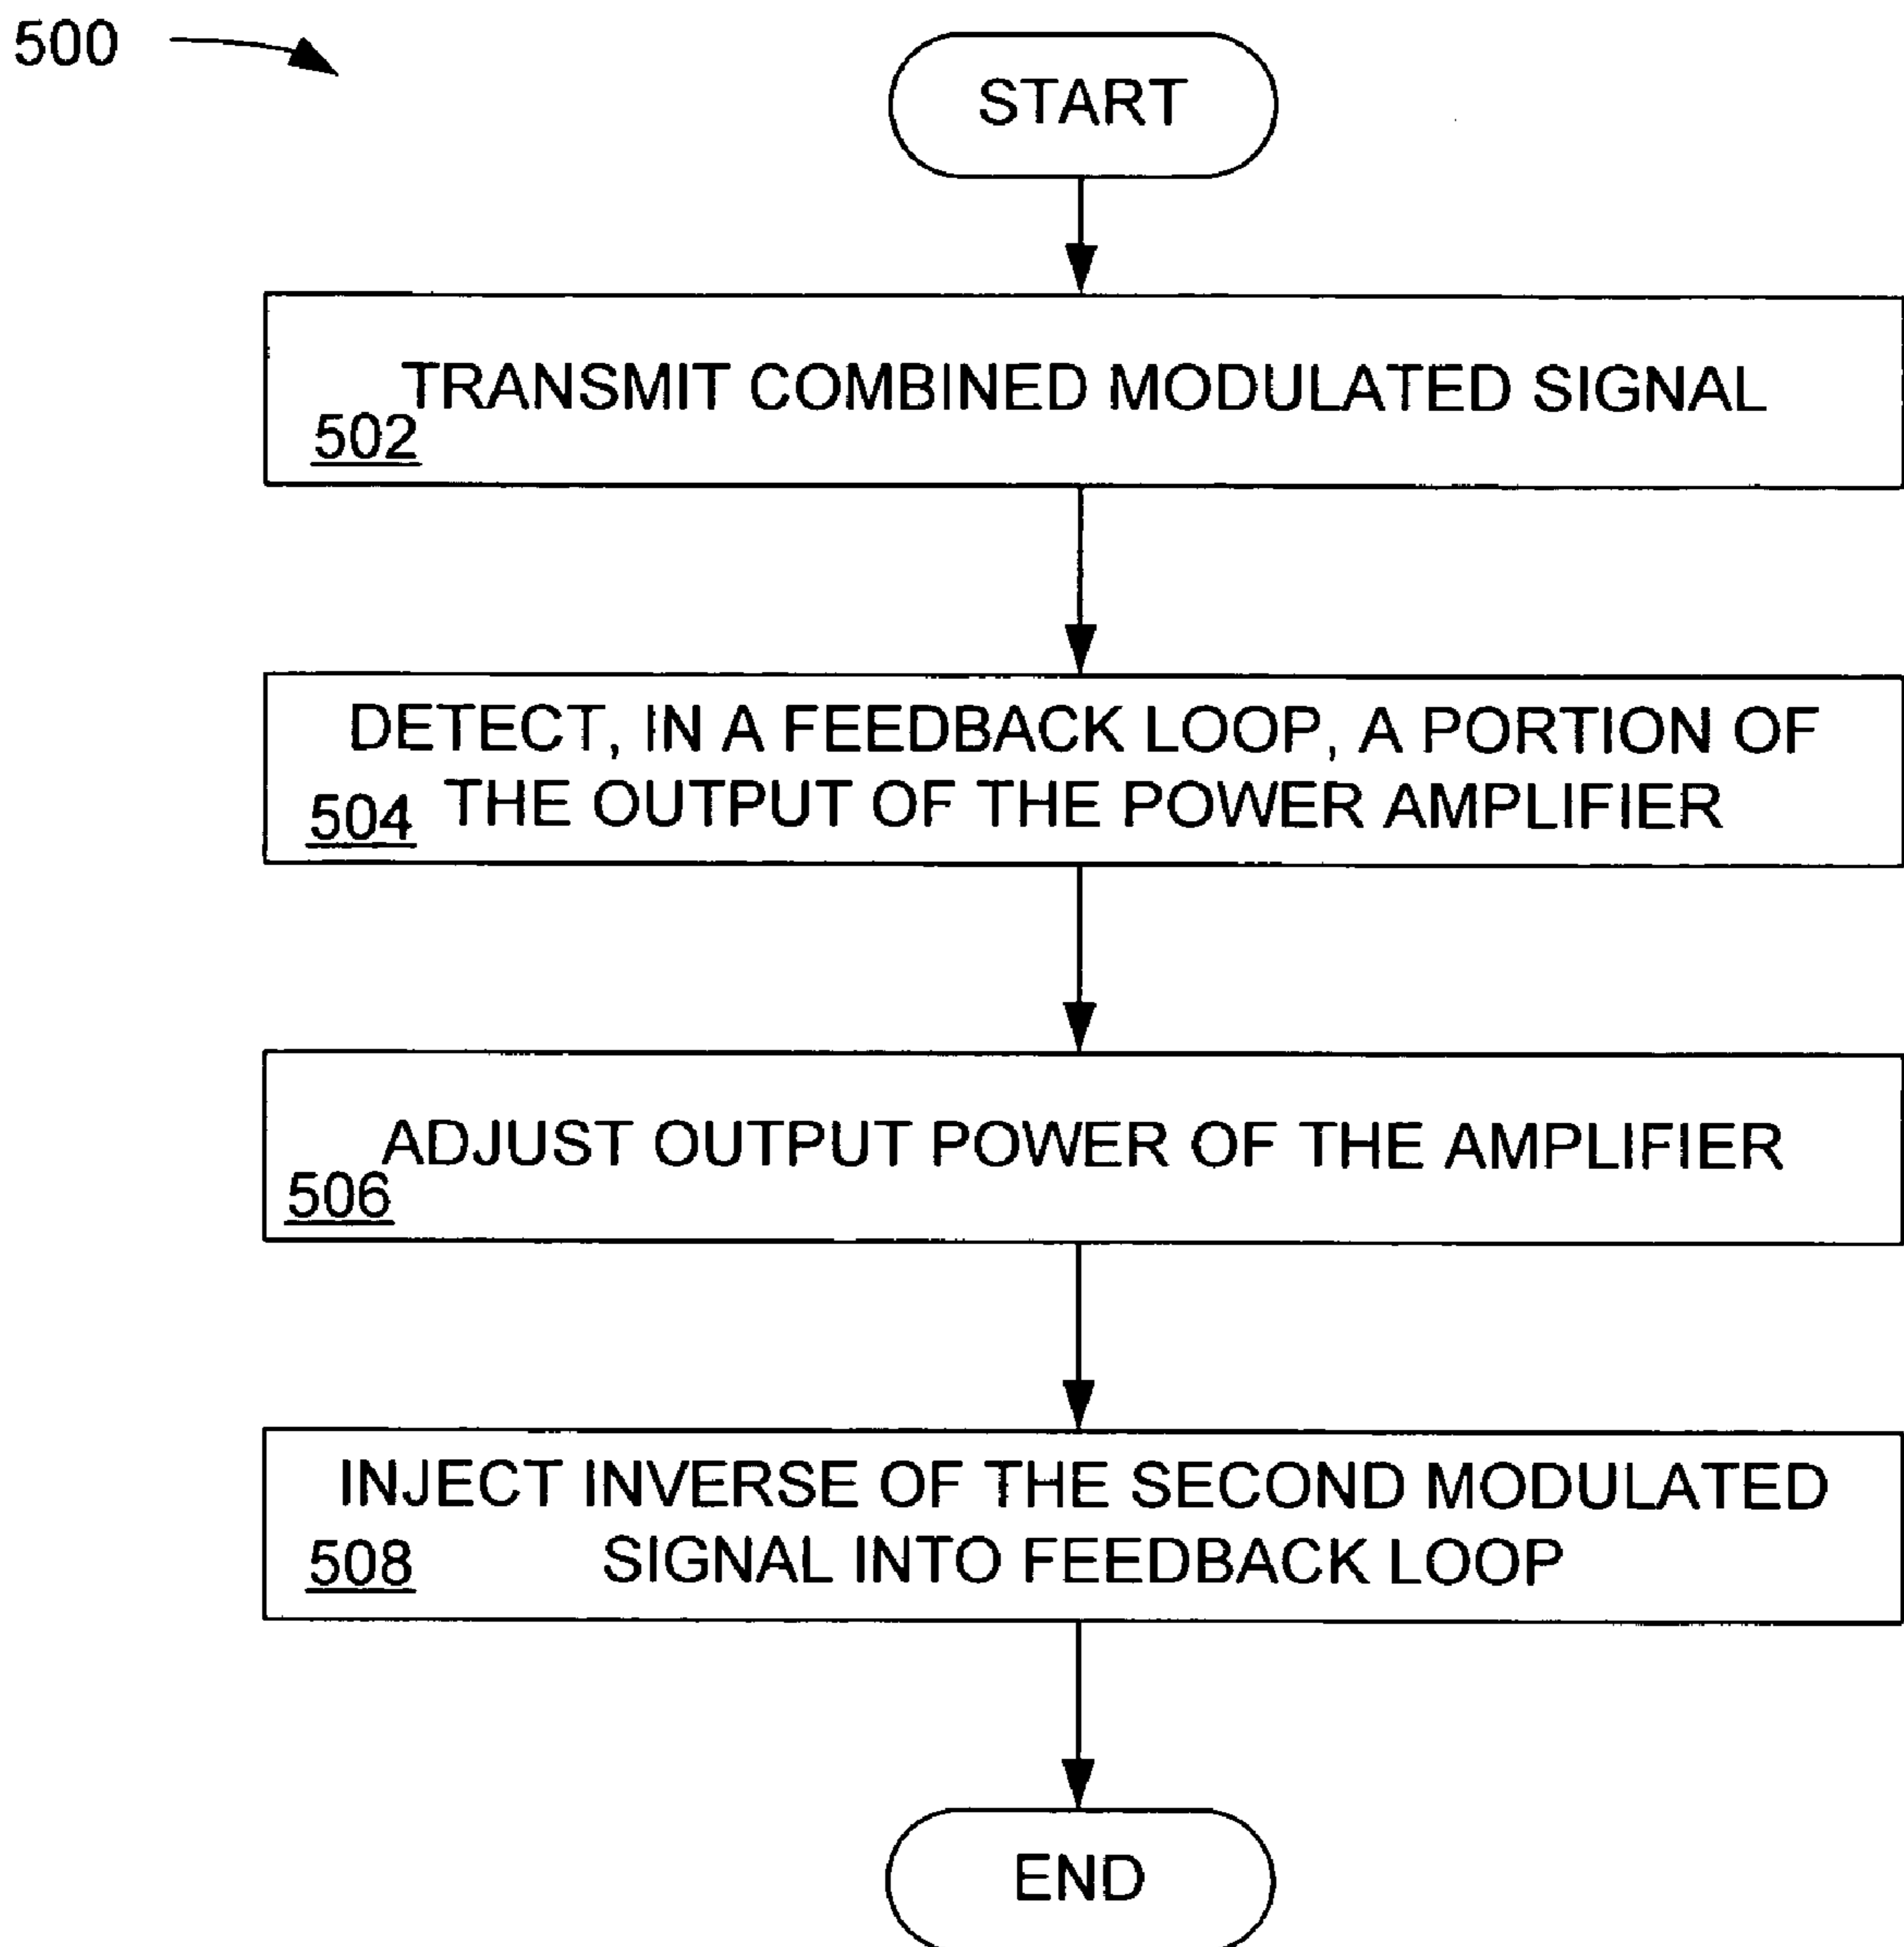 500
START
TRANSMIT COMBINED MODULATED SIGNAL
502
DETECT, IN A FEEDBACK LOOP, A PORTION OF
THE OUTPUT OF THE POWER AMPLIFIER
504
ADJUST OUTPUT POWER OF THE AMPLIFIER
506
INJECT INVERSE OF THE SECOND MODULATED
SIGNAL INTO FEEDBACK LOOP
508
END